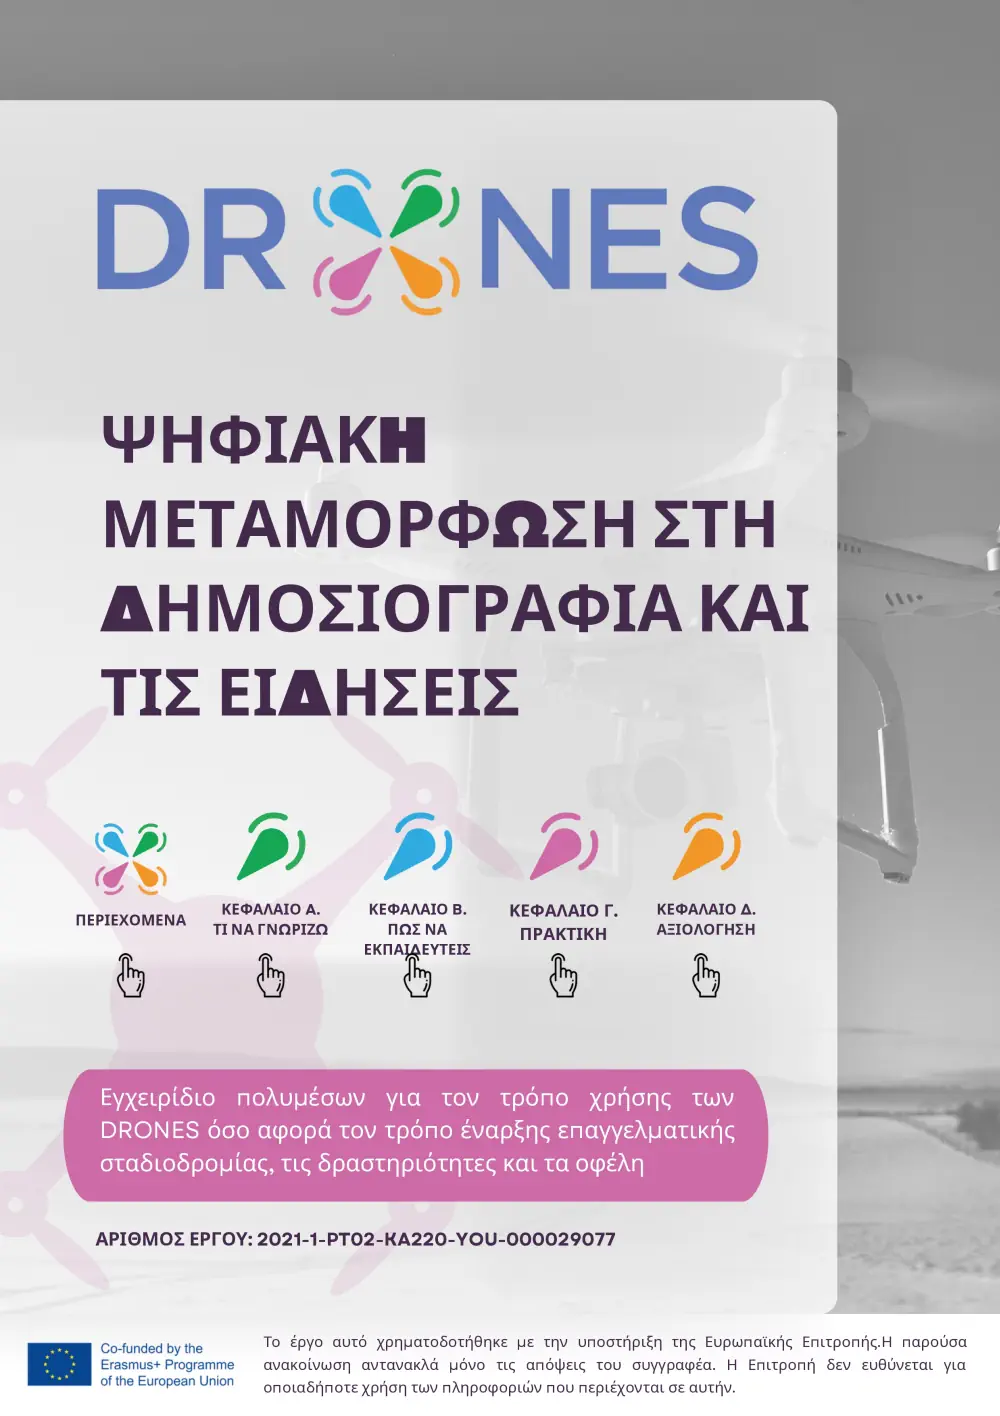 DRONES
ΨΗΦΙΑΚΗ
ΜΕΤΑΜΟΡΦΩΣΗ ΣΤΗ
ΔΗΜΟΣΙΟΓΡΑΦΙΑ ΚΑΙ
ΤΙΣ ΕΙΔΗΣΕΙΣ
ΠΕΡΙΕΧΟΜΕΝΑ
ΚΕΦΑΛΑΙΟ Α.
ΤΙ ΝΑ ΓΝΩΡΙΖΩ
ΚΕΦΑΛΑΙΟ Β.
ΠΩΣ ΝΑ
ΕΚΠΑΙΔΕΥΤΕΙΣ
ΚΕΦΑΛΑΙΟ Γ.
ΠΡΑΚΤΙΚΗ
ΚΕΦΑΛΑΙΟ Δ.
ΑΞΙΟΛΟΓΗΣΗ
Εγχειρίδιο πολυμέσων για τον τρόπο χρήσης των
DRONES όσο αφορά τον τρόπο έναρξης επαγγελματικής
σταδιοδρομίας, τις δραστηριότητες και τα οφέλη
ΑΡΙΘΜΟΣ ΕΡΓΟΥ: 2021-1-PT02-KA220-YOU-000029077
Co-funded by the
Erasmus+ Programme
of the European Union
Το έργο αυτό χρηματοδοτήθηκε με την υποστήριξη της Ευρωπαϊκής Επιτροπής.Η παρούσα
ανακοίνωση αντανακλά μόνο τις απόψεις του συγγραφέα. Η Επιτροπή δεν ευθύνεται για
οποιαδήποτε χρήση των πληροφοριών που περιέχονται σε αυτήν.